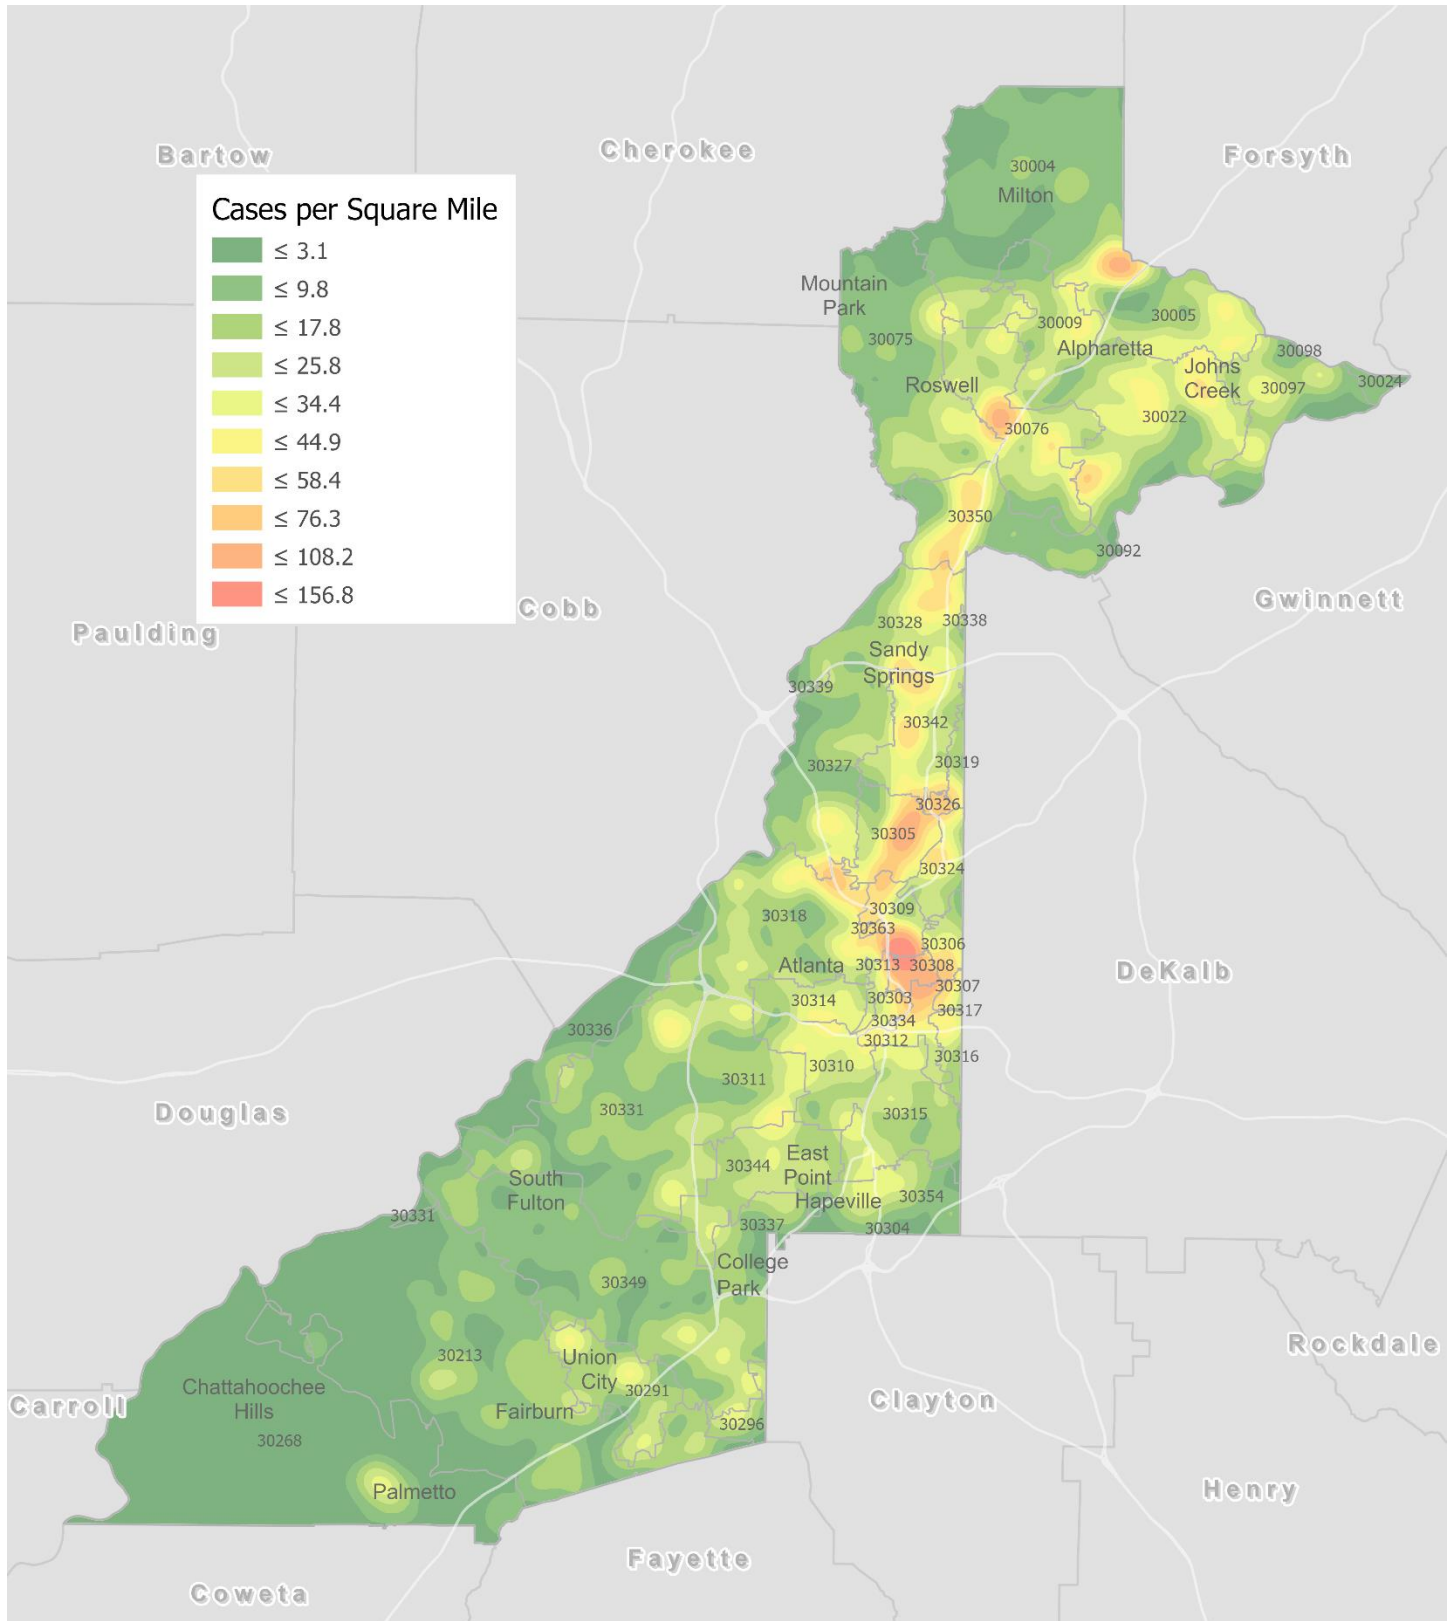 Bartow
Cherokee
Forsyth
Cases per Square Mile
≤ 3.1
≤ 9.8
≤ 17.8
≤ 25.8
≤ 34.4
≤ 44.9
≤ 58.4
≤ 76.3
≤ 108.2
≤ 156.8
30004
Milton
Mountain
Park
30075
30009
30005
Alpharetta
30098
Johns
Creek
30097
30024
Roswell
30022
30076
30350
30092
Paulding
Cobb
Gwinnett
30328
30338
Sandy
Springs
30339
30342
30327
30319
30326
30305
30324
30309
30318
30363
30306
Atlanta
30313
30308
DeKalb
30307
30314
30303
30317
30334
30336
30312
30316
30310
30311
Douglas
30331
30315
East
Point
30344
South
Fulton
Hapeville
30354
30331
30337
30304
College
Park
30349
Rockdale
30213
Union
City
Chattahoochee
Hills
30291
Carroll
Fairburn
Clayton
30296
30268
Palmetto
Henry
Fayette
Coweta